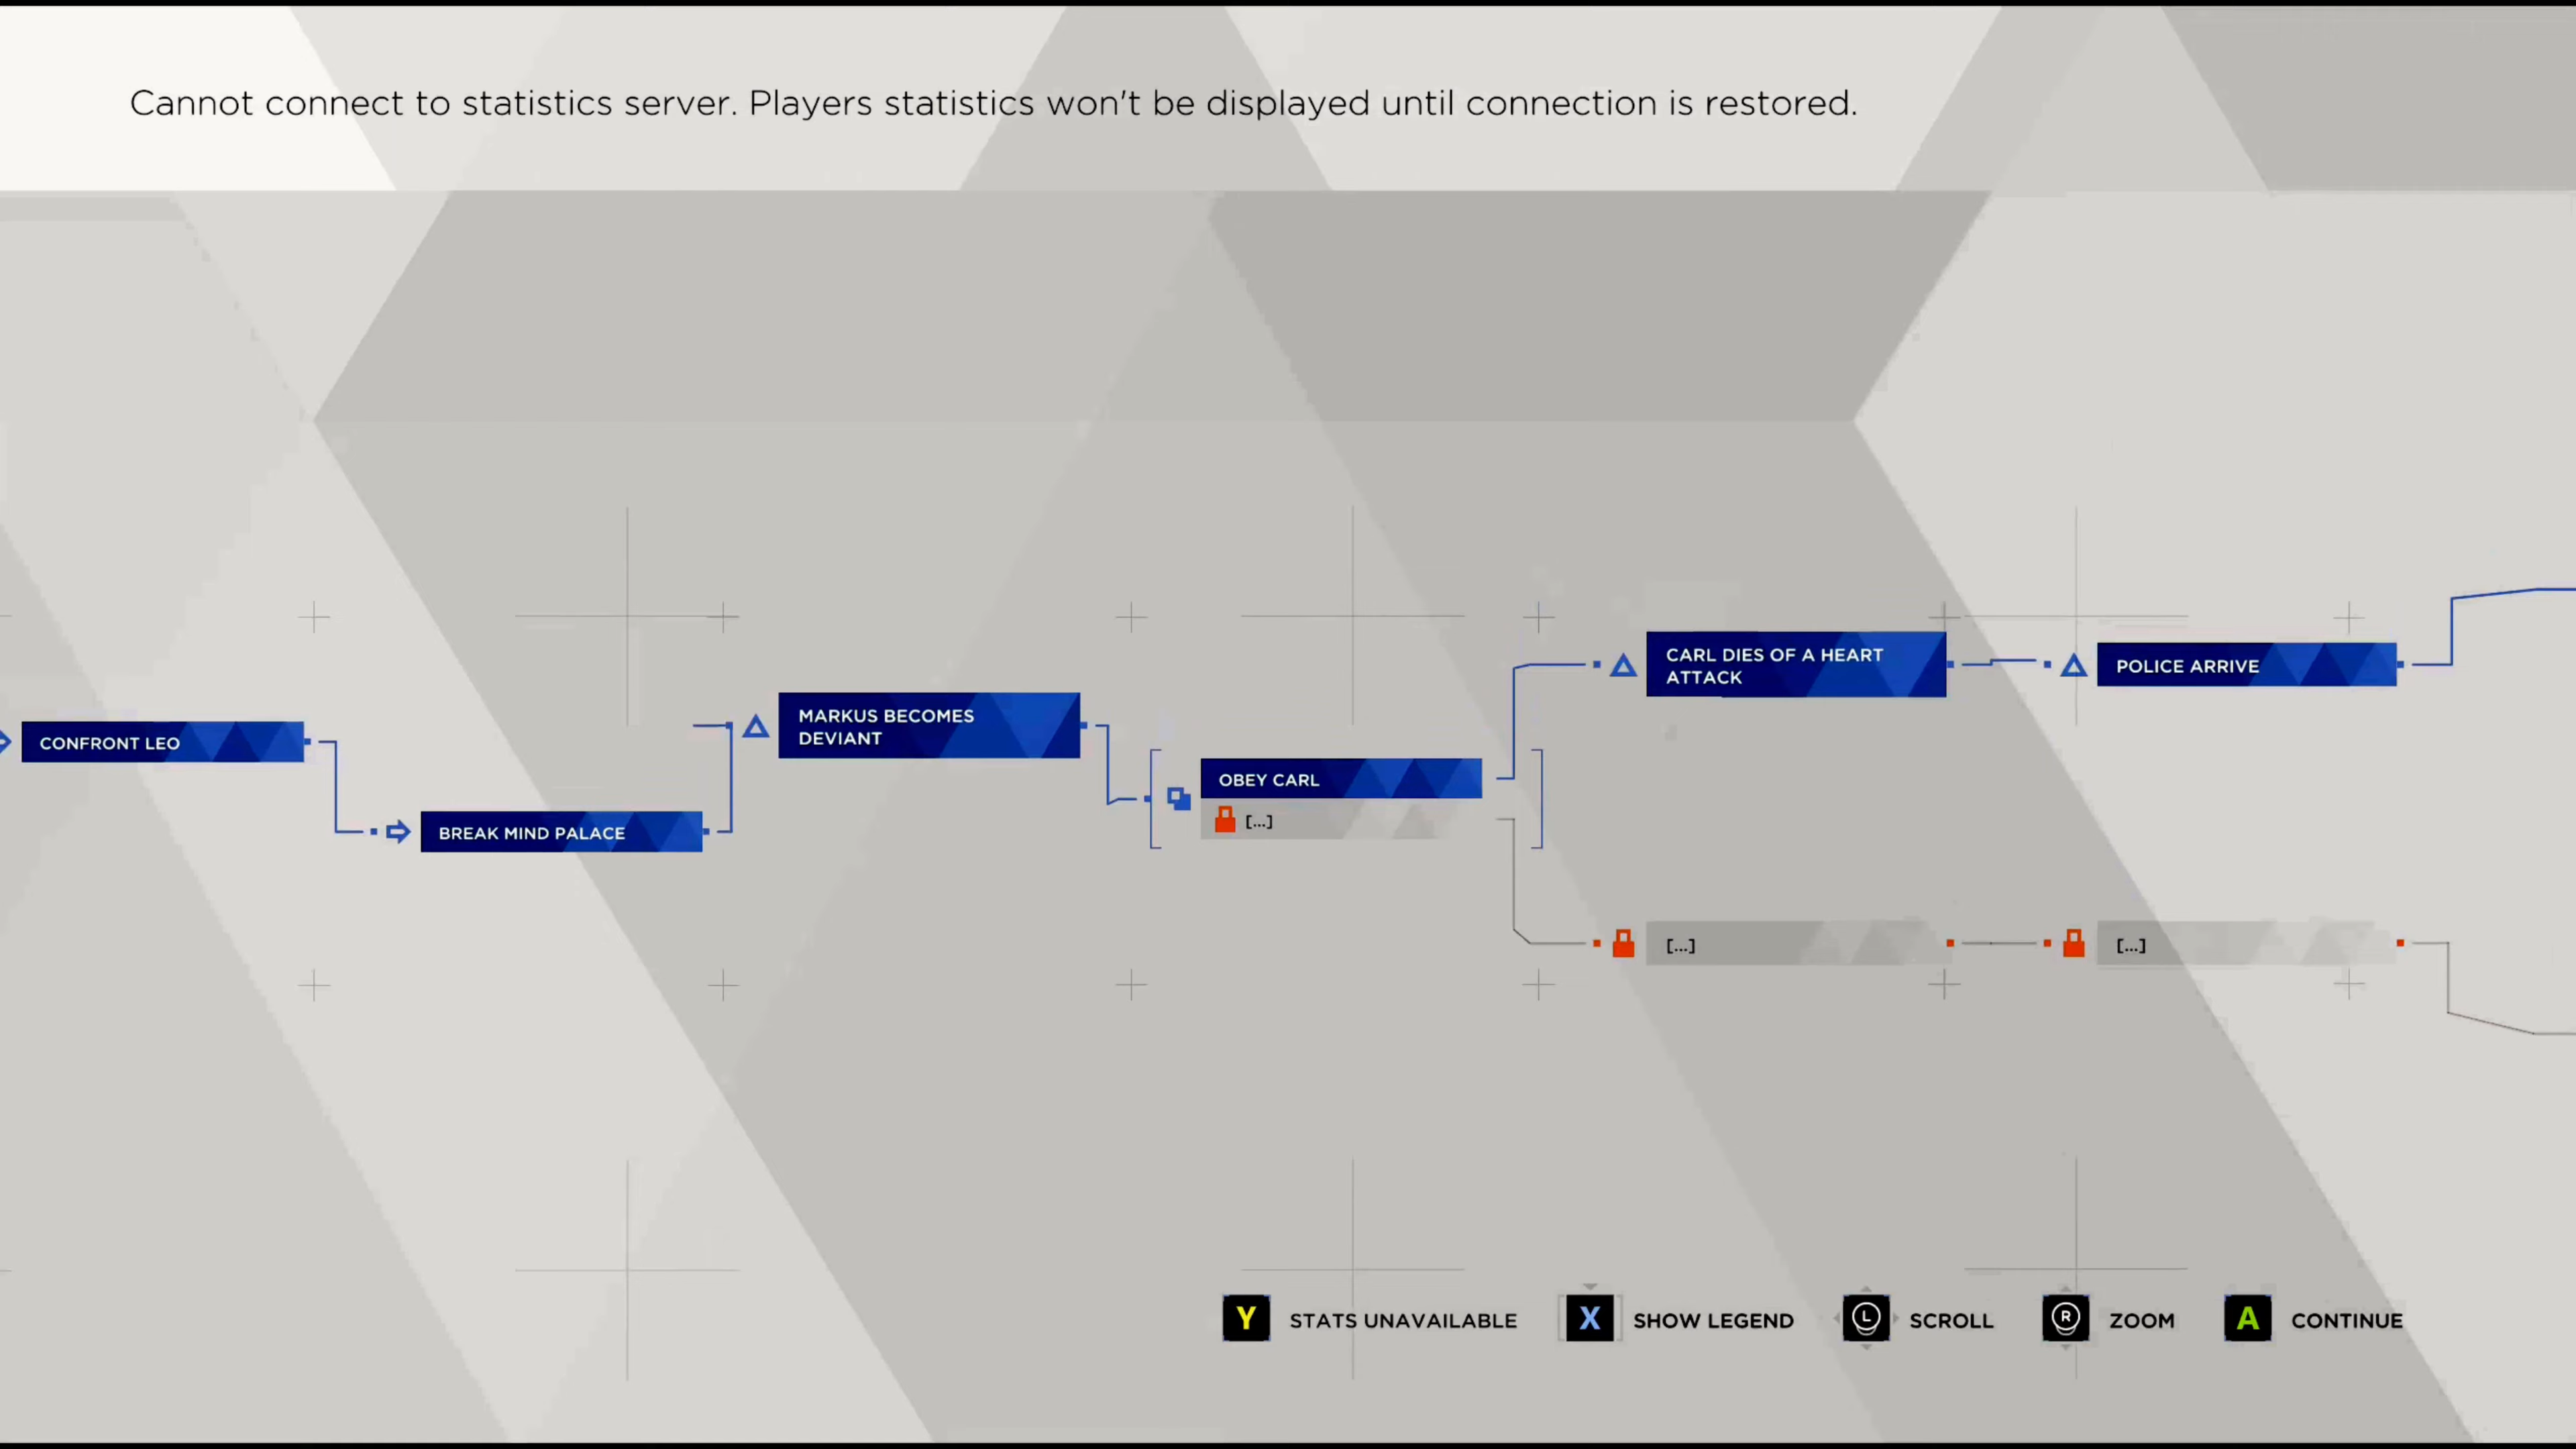 Cannot connect to statistics server. Players statistics won't be displayed until connection is restored.
CONFRONT LEO
BREAK MIND PALACE
MARKUS BECOMES
DEVIANT
OBEY CARL
[...]
CARL DIES OF A HEART
ATTACK
POLICE ARRIVE
[...]
[...]
Y STATS UNAVAILABLE
X SHOW LEGEND
L SCROLL
R ZOOM
A CONTINUE